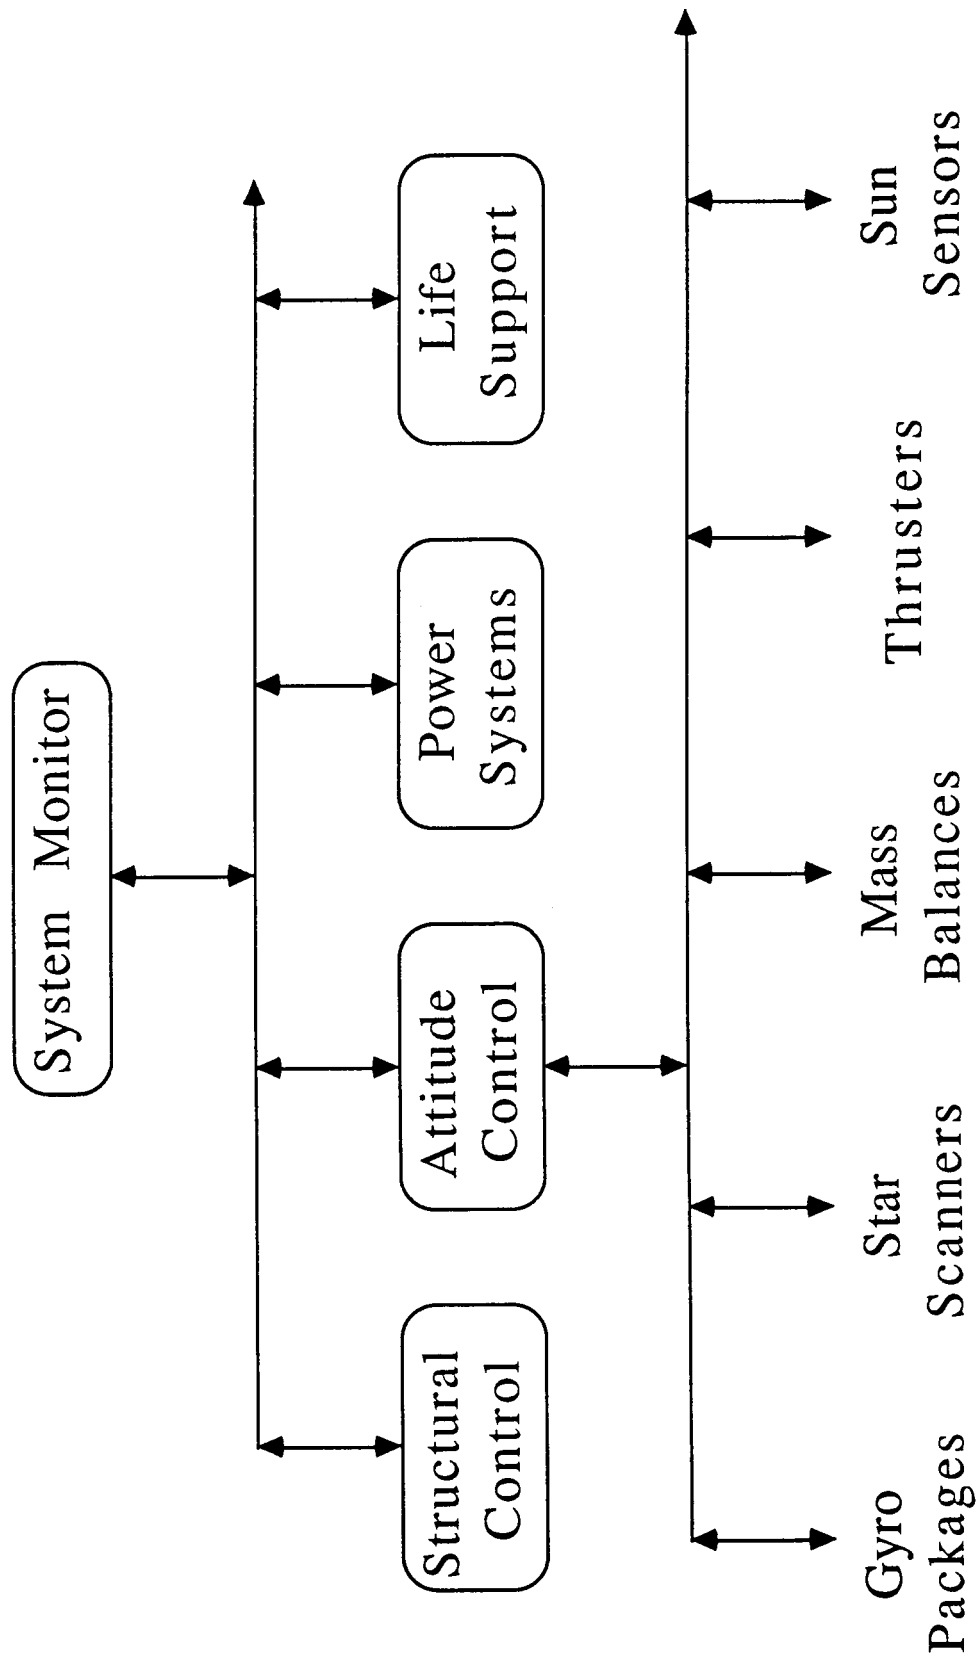 System Monitor
Structural
Control
Attitude
Control
Power
Systems
Life
Support
Gyro
Packages
Star
Scanners
Mass
Balances
Thrusters
Sun
Sensors